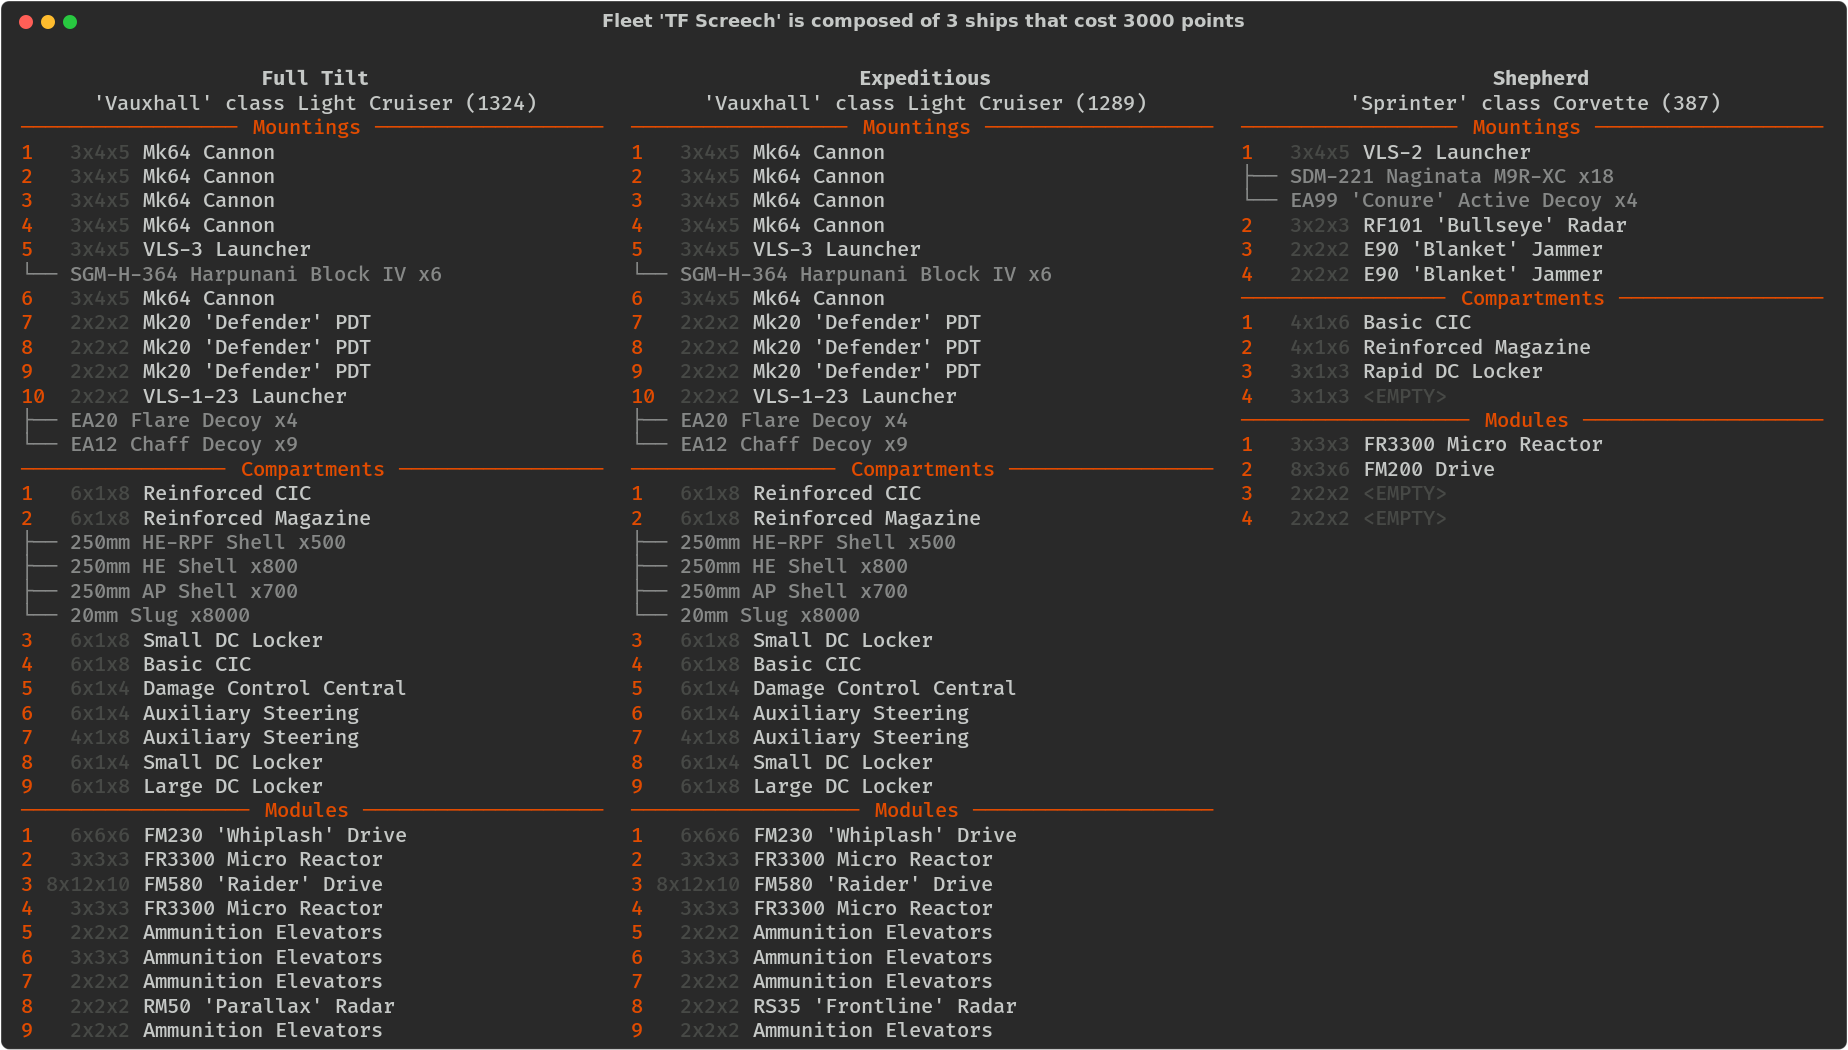 Fleet 'TF Screech' is composed of 3 ships that cost 3000 points
Full Tilt
'Vauxhall' class Light Cruiser (1324)
Mountings
1 3x4x5 Mk64 Cannon
2 3x4x5 Mk64 Cannon
3 3x4x5 Mk64 Cannon
4 3x4x5 Mk64 Cannon
5 3x4x5 VLS-3 Launcher
SGM-H-364 Harpunani Block IV x6
6 3x4x5 Mk64 Cannon
7 2x2x2 Mk20 'Defender' PDT
8 2x2x2 Mk20 'Defender' PDT
9 2x2x2 Mk20 'Defender' PDT
10 2x2x2 VLS-1-23 Launcher
EA20 Flare Decoy x4
EA12 Chaff Decoy x9
Compartments
1 6x1x8 Reinforced CIC
2 6x1x8 Reinforced Magazine
250mm HE-RPF Shell x500
250mm HE Shell x800
250mm AP Shell x700
20mm Slug x8000
3 6x1x8 Small DC Locker
4 6x1x8 Basic CIC
5 6x1x4 Damage Control Central
6 6x1x4 Auxiliary Steering
7 4x1x8 Auxiliary Steering
8 6x1x4 Small DC Locker
9 6x1x8 Large DC Locker
Modules
1 6x6x6 FM230 'Whiplash' Drive
2 3x3x3 FR3300 Micro Reactor
3 8x12x10 FM580 'Raider' Drive
4 3x3x3 FR3300 Micro Reactor
5 2x2x2 Ammunition Elevators
6 3x3x3 Ammunition Elevators
7 2x2x2 Ammunition Elevators
8 2x2x2 RM50 'Parallax' Radar
9 2x2x2 Ammunition Elevators
Expeditious
'Vauxhall' class Light Cruiser (1289)
Mountings
1 3x4x5 Mk64 Cannon
2 3x4x5 Mk64 Cannon
3 3x4x5 Mk64 Cannon
4 3x4x5 Mk64 Cannon
5 3x4x5 VLS-3 Launcher
SGM-H-364 Harpunani Block IV x6
6 3x4x5 Mk64 Cannon
7 2x2x2 Mk20 'Defender' PDT
8 2x2x2 Mk20 'Defender' PDT
9 2x2x2 Mk20 'Defender' PDT
10 2x2x2 VLS-1-23 Launcher
EA20 Flare Decoy x4
EA12 Chaff Decoy x9
Compartments
1 6x1x8 Reinforced CIC
2 6x1x8 Reinforced Magazine
250mm HE-RPF Shell x500
250mm HE Shell x800
250mm AP Shell x700
20mm Slug x8000
3 6x1x8 Small DC Locker
4 6x1x8 Basic CIC
5 6x1x4 Damage Control Central
6 6x1x4 Auxiliary Steering
7 4x1x8 Auxiliary Steering
8 6x1x4 Small DC Locker
9 6x1x8 Large DC Locker
Modules
1 6x6x6 FM230 'Whiplash' Drive
2 3x3x3 FR3300 Micro Reactor
3 8x12x10 FM580 'Raider' Drive
4 3x3x3 FR3300 Micro Reactor
5 2x2x2 Ammunition Elevators
6 3x3x3 Ammunition Elevators
7 2x2x2 Ammunition Elevators
8 2x2x2 RS35 'Frontline' Radar
9 2x2x2 Ammunition Elevators
Shepherd
'Sprinter' class Corvette (387)
Mountings
1 3x4x5 VLS-2 Launcher
SDM-221 Naginata M9R-XC x18
EA99 'Conure' Active Decoy x4
2 3x2x3 RF101 'Bullseye' Radar
3 2x2x2 E90 'Blanket' Jammer
4 2x2x2 E90 'Blanket' Jammer
Compartments
1 4x1x6 Basic CIC
2 4x1x6 Reinforced Magazine
3 3x1x3 Rapid DC Locker
4 3x1x3 <EMPTY>
Modules
1 3x3x3 FR3300 Micro Reactor
2 8x3x6 FM200 Drive
3 2x2x2 <EMPTY>
4 2x2x2 <EMPTY>